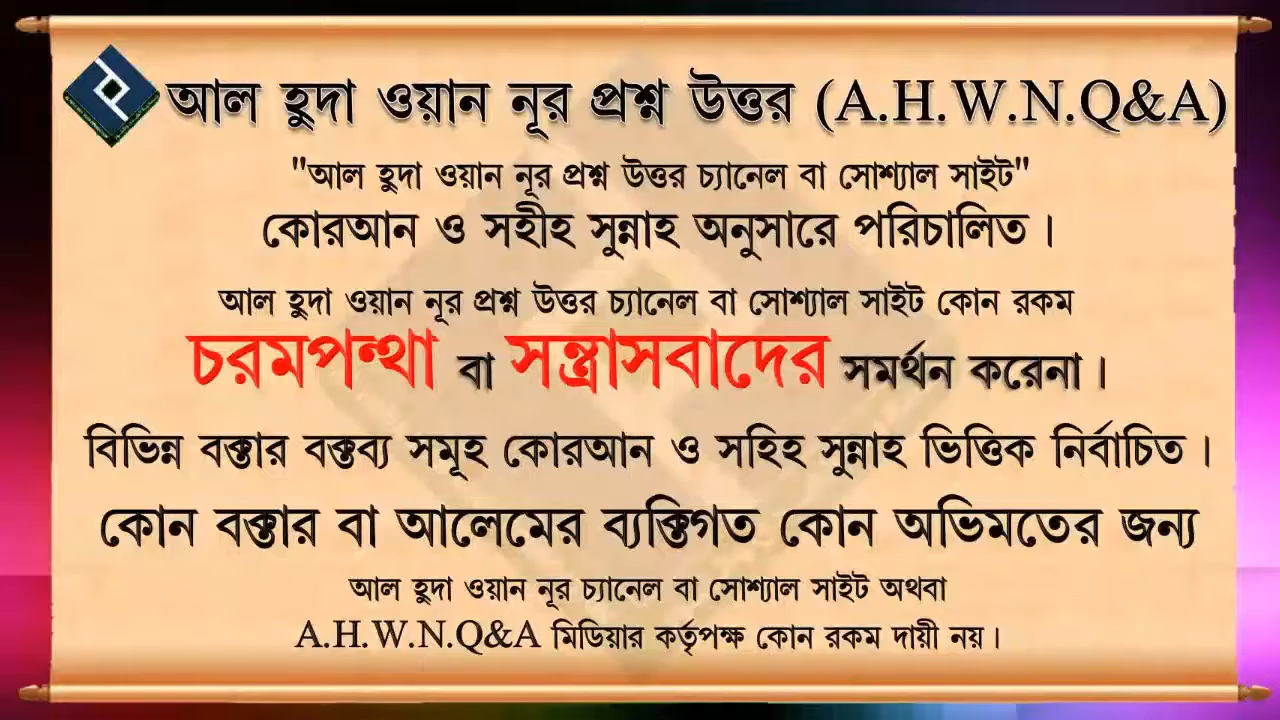 আল হুদা ওয়ান নূর প্রশ্ন উত্তর (A.H.W.N.Q&A)
"আল হুদা ওয়ান নূর প্রশ্ন উত্তর চ্যানেল বা সোশ্যাল সাইট"
কোরআন ও সহীহ সুন্নাহ অনুসারে পরিচালিত।
আল হুদা ওয়ান নূর প্রশ্ন উত্তর চ্যানেল বা সোশ্যাল সাইট কোন রকম
চরমপন্থা বা সন্ত্রাসবাদের সমর্থন করেনা।
বিভিন্ন বক্তার বক্তব্য সমূহ কোরআন ও সহিহ সুন্নাহ ভিত্তিক নির্বাচিত।
কোন বক্তার বা আলেমের ব্যক্তিগত কোন অভিমতের জন্য
আল হুদা ওয়ান নূর চ্যানেল বা সোশ্যাল সাইট অথবা
A.H.W.N.Q&A মিডিয়ার কর্তৃপক্ষ কোন রকম দায়ী নয়।